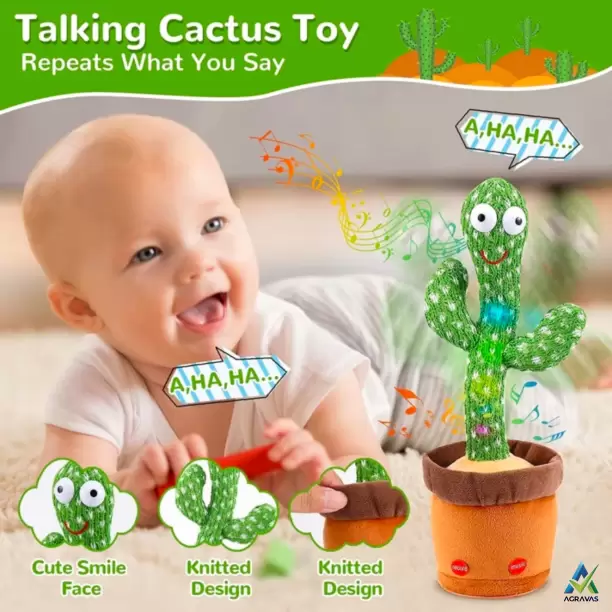 Talking Cactus Toy
Repeats What You Say
A,HA,HA...
A,HA,HA...
Cute Smile
Face
Knitted
Design
Knitted
Design
music
AGRAVAS